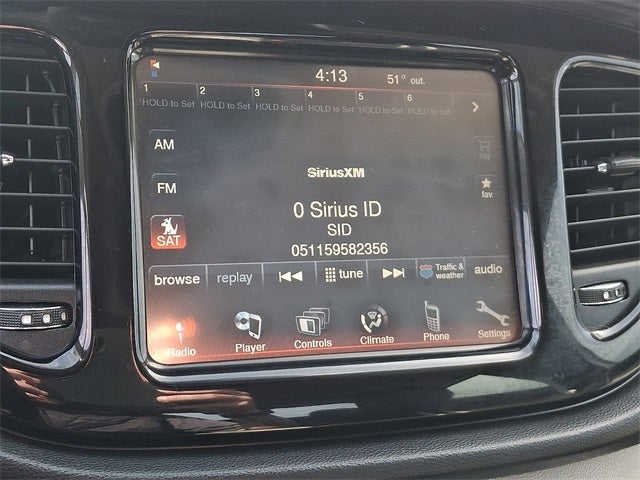 4:13 51° out.
1 2 3 4 5 6
HOLD to Set HOLD to Set HOLD to Set HOLD to Set HOLD to Set HOLD to Set
AM
tag
SiriusXM
FM
fav.
0 Sirius ID
SID
SAT
051159582356
browse replay tune Traffic & weather audio
Radio Player Controls Climate Phone Settings